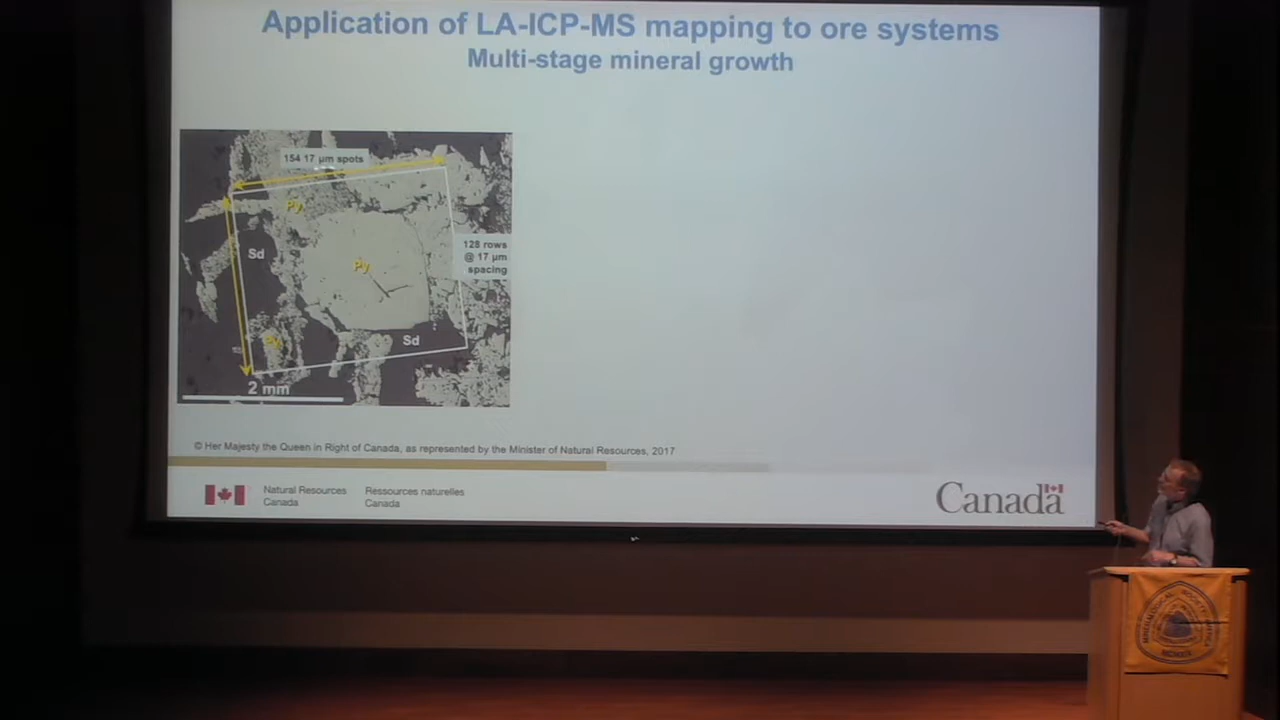 Application of LA-ICP-MS mapping to ore systems
Multi-stage mineral growth
154 17 µm spots
Py
Sd
Py
128 rows
@ 17 µm
spacing
Py
Sd
2 mm
© Her Majesty the Queen in Right of Canada, as represented by the Minister of Natural Resources, 2017
Natural Resources
Canada
Ressources naturelles
Canada
Canada
MINERALOGICAL SOCIETY